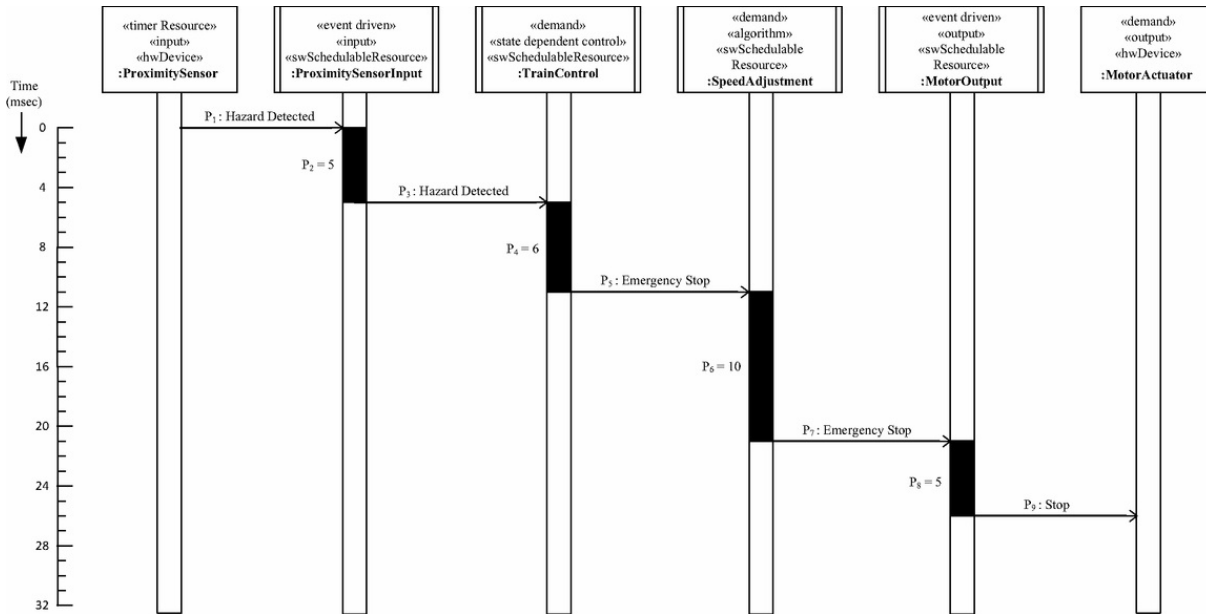 «timer Resource»
«input»
«hwDevice»
:ProximitySensor
«event driven»
«input»
«swSchedulableResource»
:ProximitySensorInput
«demand»
«state dependent control»
«swSchedulableResource»
:TrainControl
«demand»
«algorithm»
«swSchedulable
Resource»
:SpeedAdjustment
«event driven»
«output»
«swSchedulable
Resource»
:MotorOutput
«demand»
«output»
«hwDevice»
:MotorActuator
Time
(msec)
0
4
8
12
16
20
24
28
32
P₁ : Hazard Detected
P₂ = 5
P₃ : Hazard Detected
P₄ = 6
P₅ : Emergency Stop
P₆ = 10
P₇ : Emergency Stop
P₈ = 5
P₉ : Stop